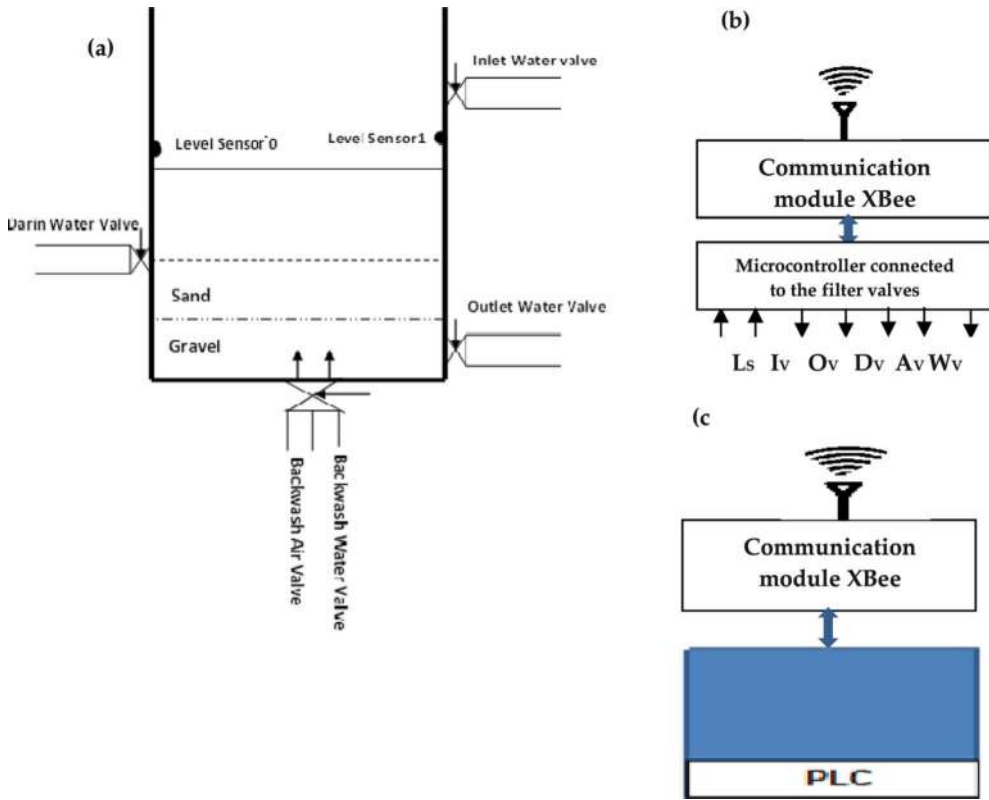 (a)
Inlet Water valve
Level Sensor 0
Level Sensor1
Darin Water Valve
Sand
Outlet Water Valve
Gravel
Backwash Air Valve
Backwash Water Valve
(b)
Communication
module XBee
Microcontroller connected
to the filter valves
Ls Iv Ov Dv Av Wv
(c
Communication
module XBee
PLC